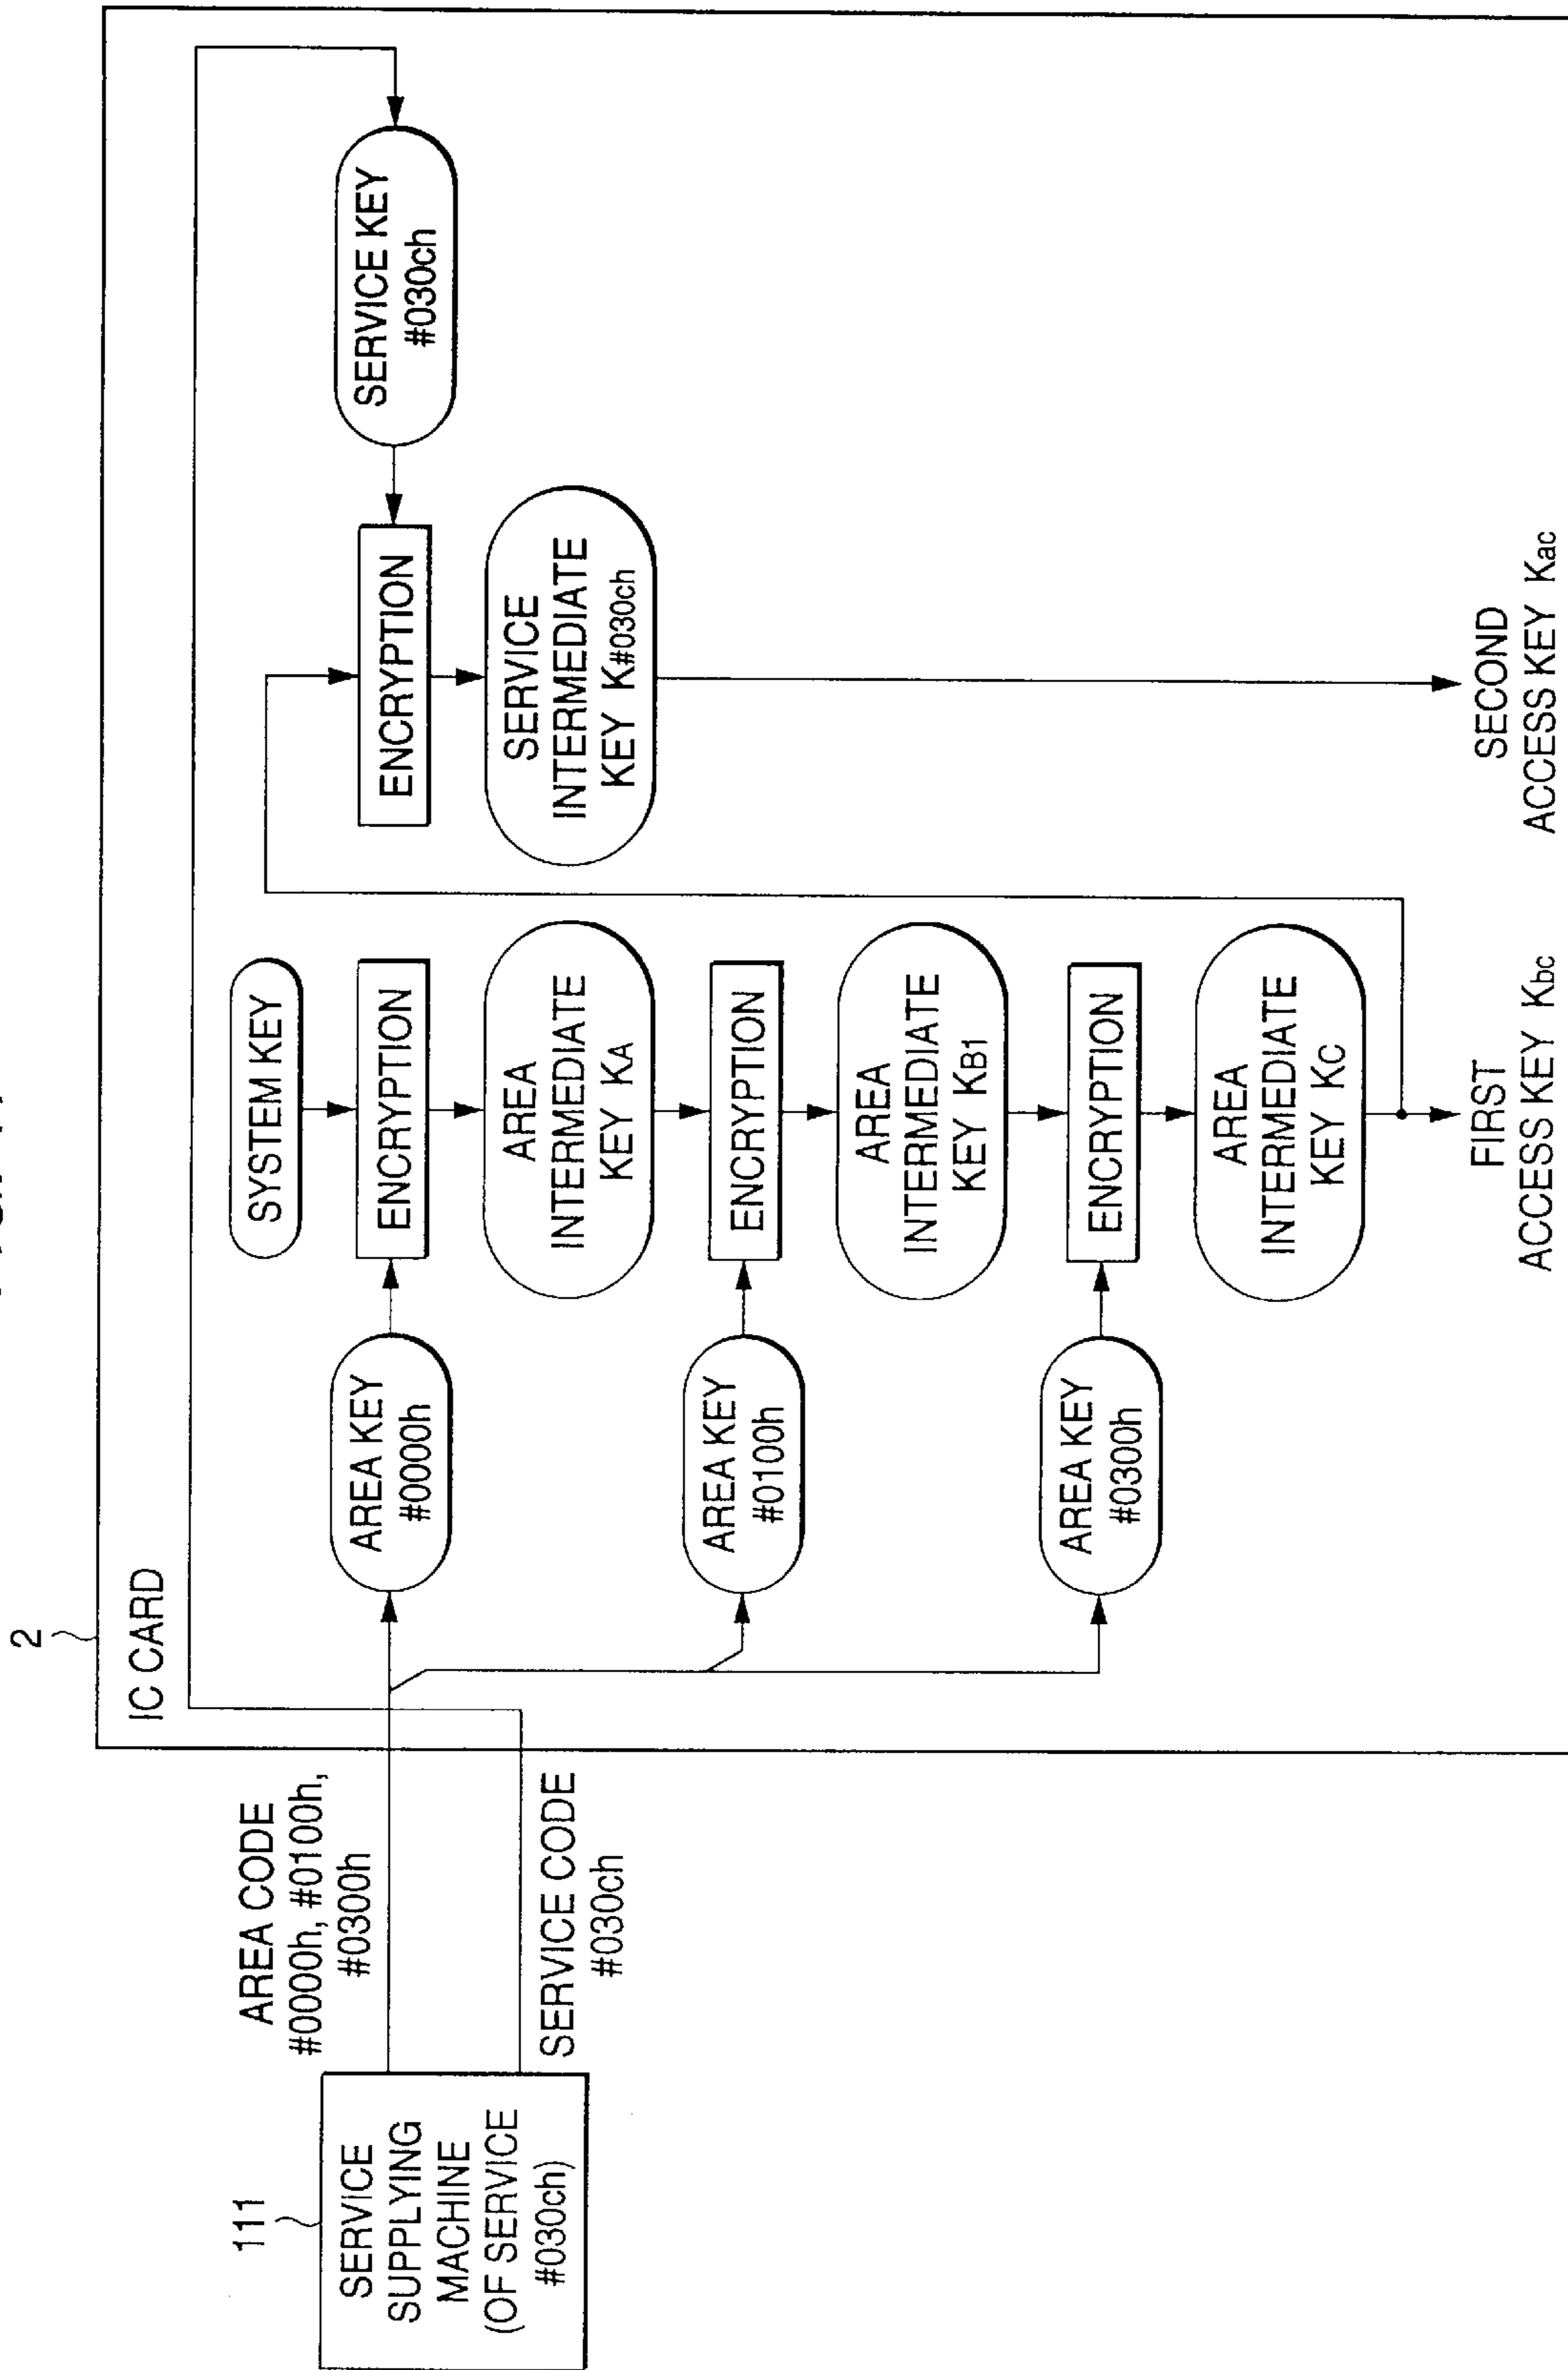 2
IC CARD
111
SERVICE
SUPPLYING
MACHINE
(OF SERVICE
#030ch)
AREA CODE
#0000h, #0100h,
#0300h
SERVICE CODE
#030ch
AREA KEY
#0000h
AREA KEY
#0100h
AREA KEY
#0300h
SYSTEM KEY
ENCRYPTION
AREA
INTERMEDIATE
KEY KA
ENCRYPTION
AREA
INTERMEDIATE
KEY KB1
ENCRYPTION
AREA
INTERMEDIATE
KEY KC
FIRST
ACCESS KEY Kbc
SERVICE KEY
#030ch
ENCRYPTION
SERVICE
INTERMEDIATE
KEY K#030ch
SECOND
ACCESS KEY Kac